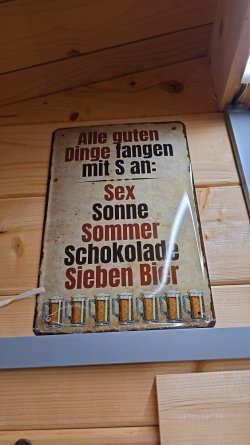 Alle guten
Dinge fangen
mit S an:
Sex
Sonne
Sommer
Schokolade
Sieben Bier